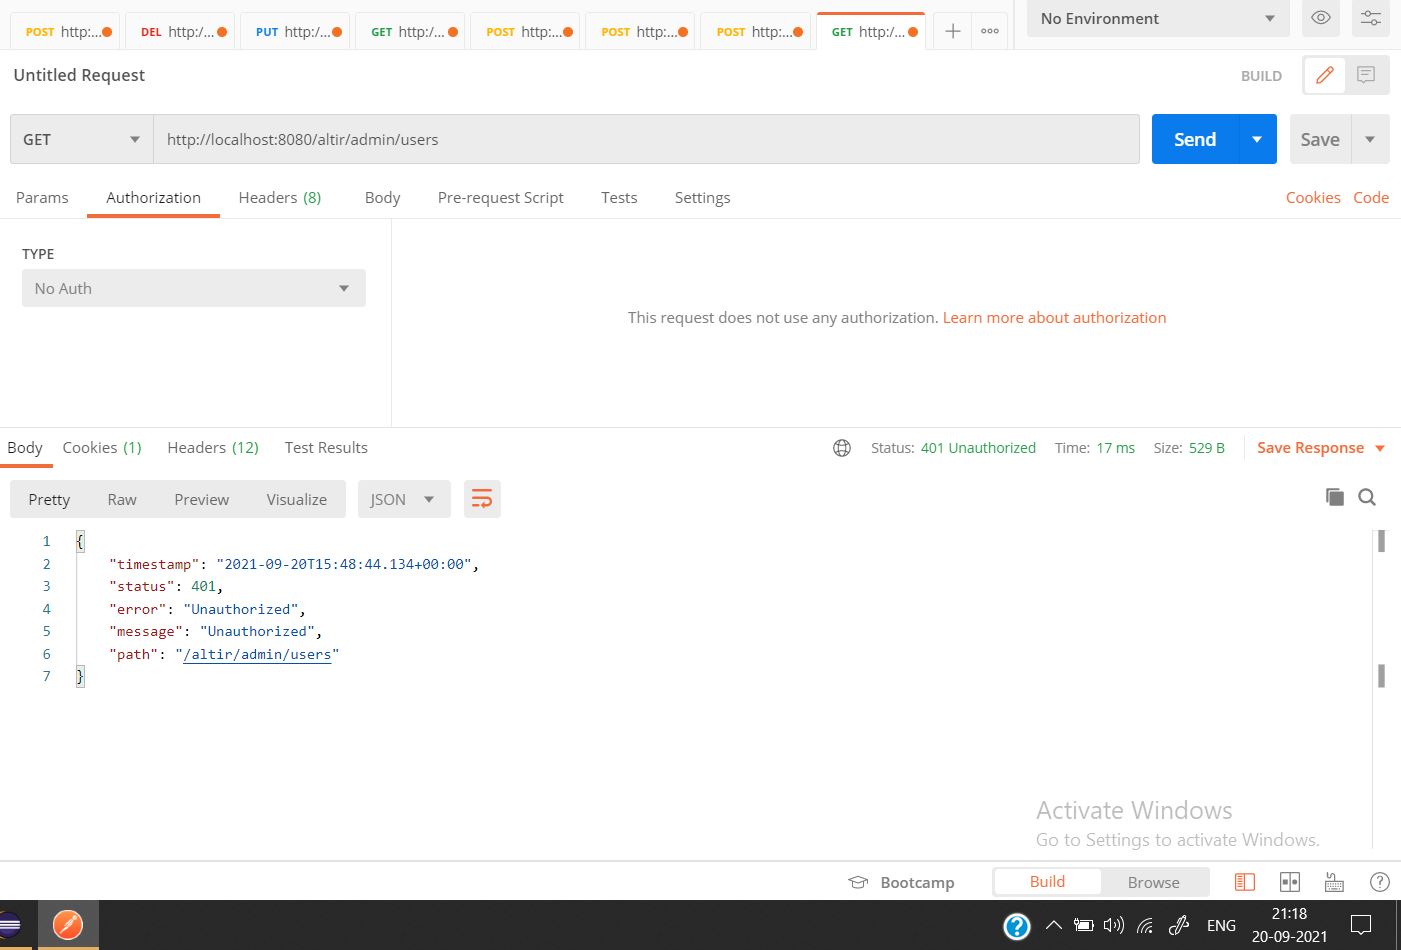 POST http:... DEL http:/... PUT http:/... GET http:/... POST http:... POST http:... POST http:... GET http:/... No Environment
Untitled Request BUILD
GET http://localhost:8080/altir/admin/users Send Save
Params Authorization Headers (8) Body Pre-request Script Tests Settings Cookies Code
TYPE
No Auth
This request does not use any authorization. Learn more about authorization
Body Cookies (1) Headers (12) Test Results Status: 401 Unauthorized Time: 17 ms Size: 529 B Save Response
Pretty Raw Preview Visualize JSON
1 {
2 "timestamp": "2021-09-20T15:48:44.134+00:00",
3 "status": 401,
4 "error": "Unauthorized",
5 "message": "Unauthorized",
6 "path": "/altir/admin/users"
7 }
Activate Windows
Go to Settings to activate Windows.
Bootcamp Build Browse
ENG 21:18
20-09-2021